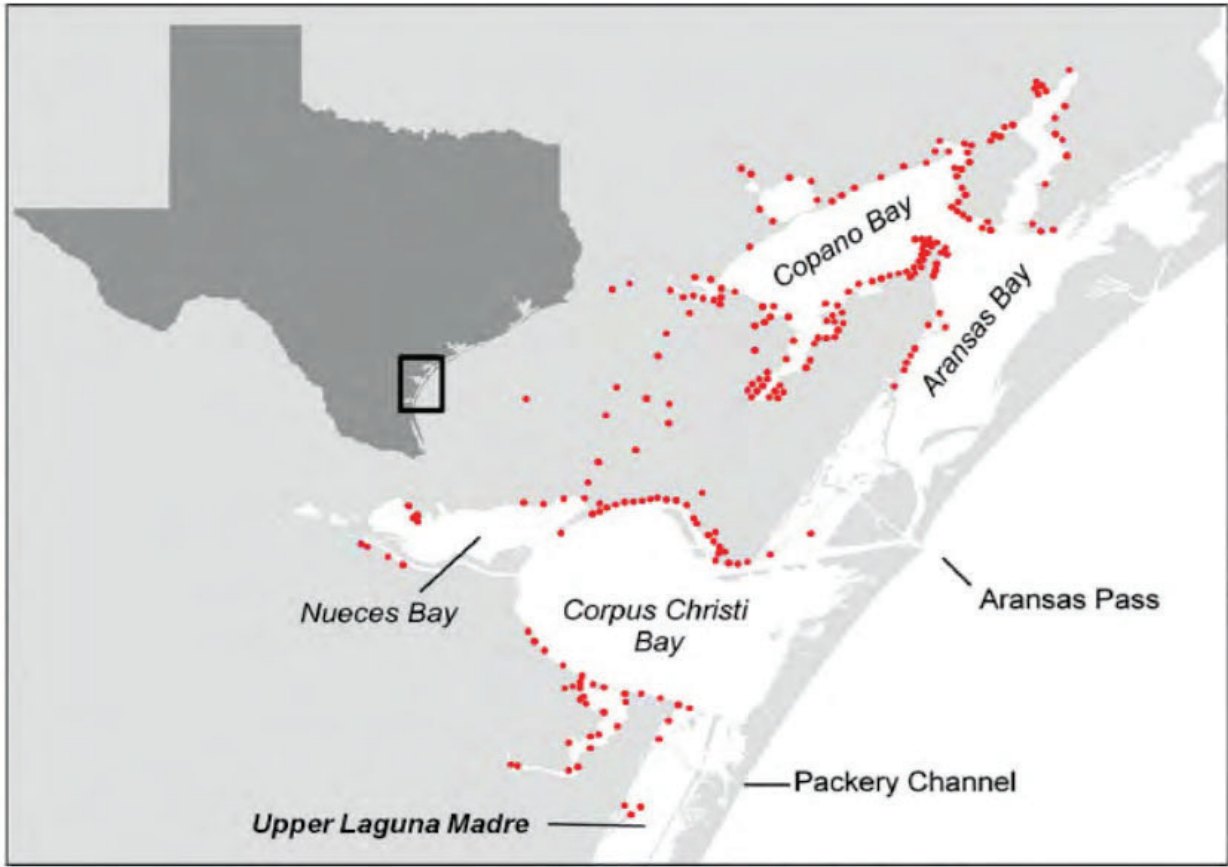 Copano Bay
Aransas Bay
Aransas Pass
Nueces Bay
Corpus Christi
Bay
Packery Channel
Upper Laguna Madre